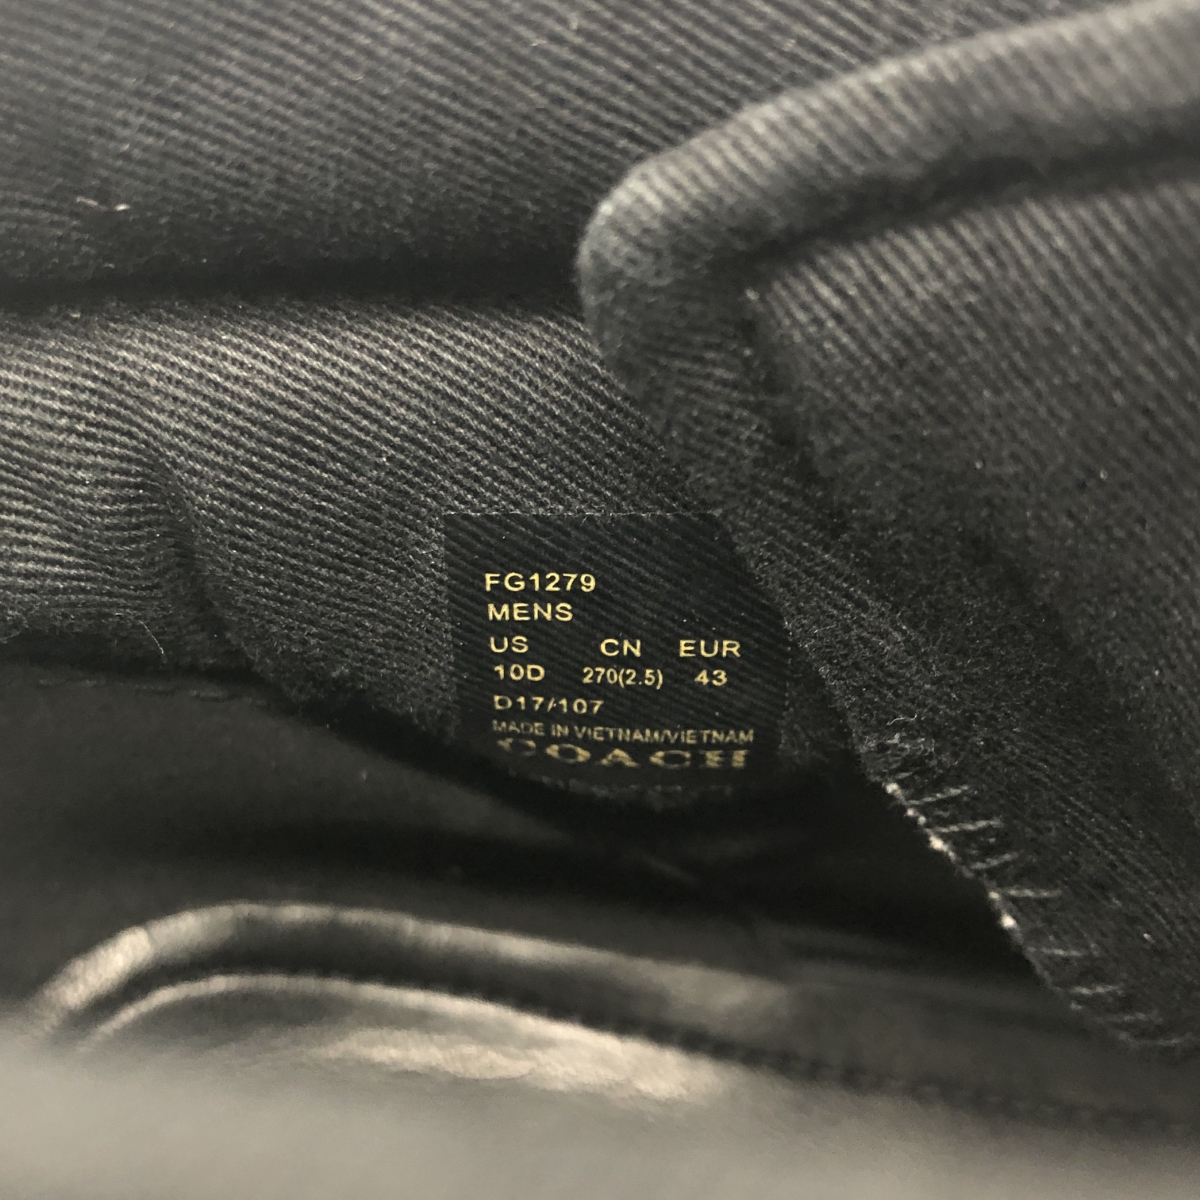 FG1279
MENS
US CN EUR
10D 270(2.5) 43
D17/107
MADE IN VIETNAM/VIETNAM
COACH